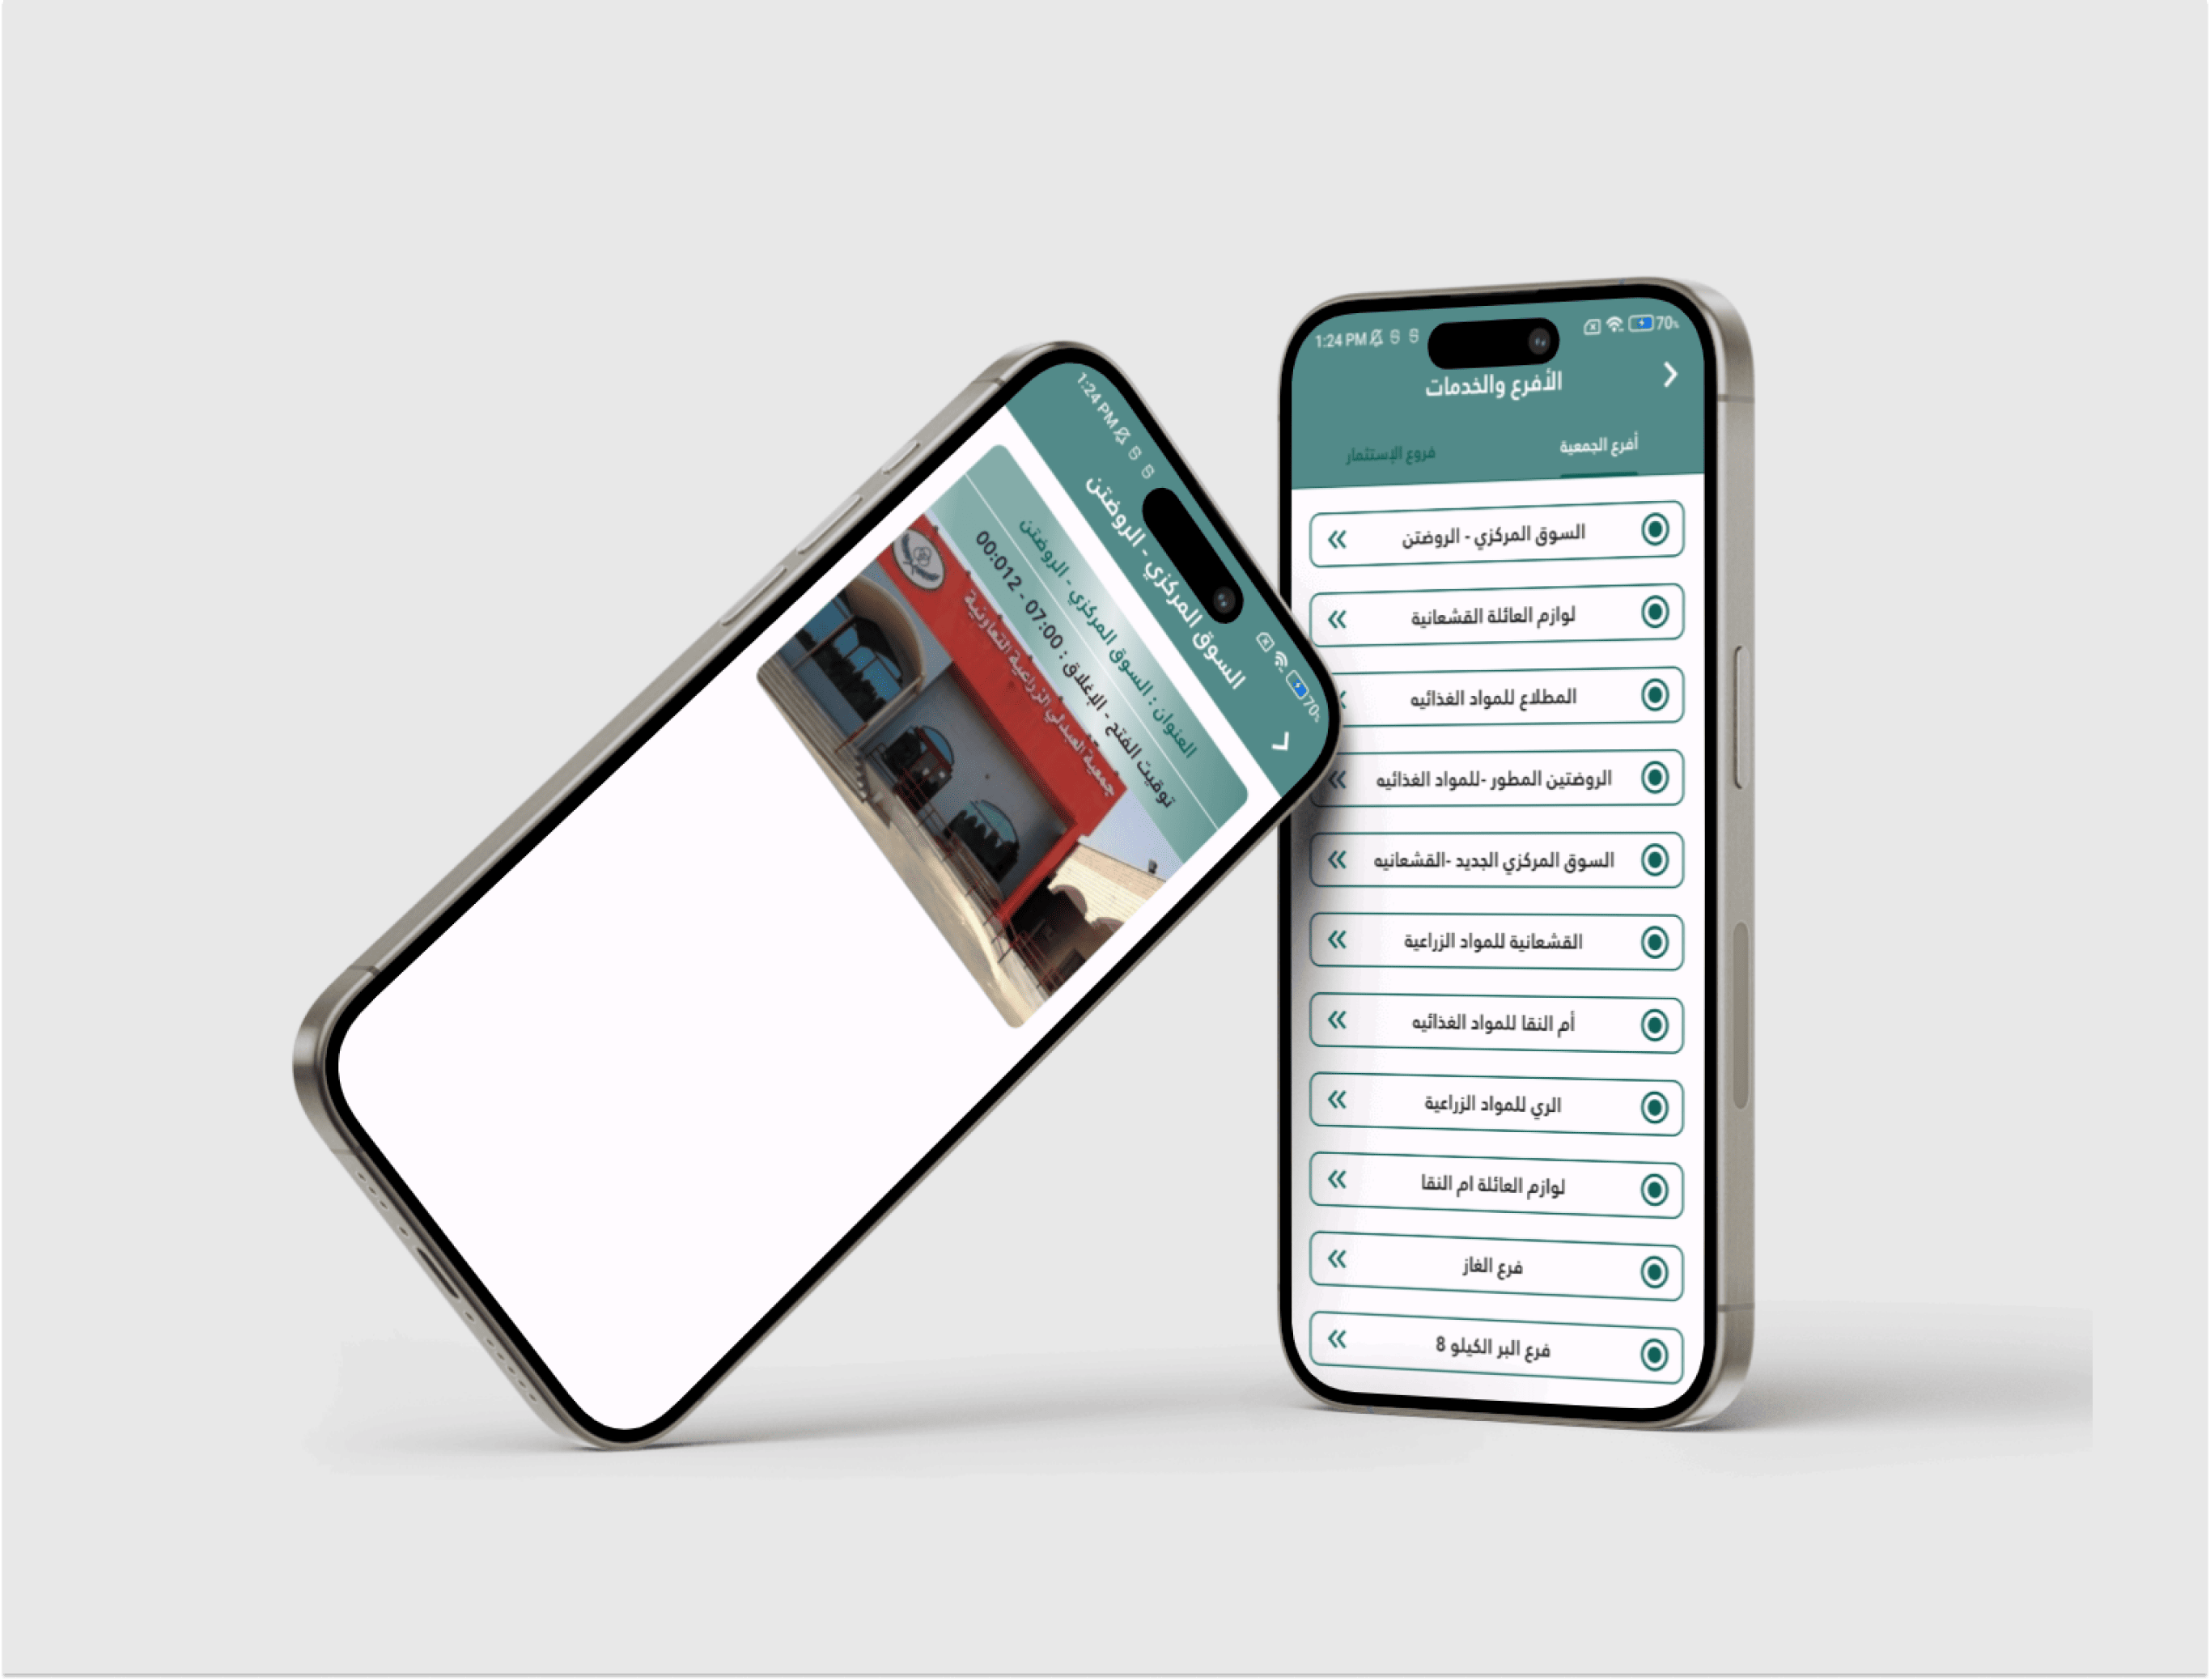 1:24 PM
70%
السوق المركزي - الروضتن
العنوان : السوق المركزي - الروضتن
توقيت الفتح - الإغلاق : 07:00 - 00:012
جمعية العبدلي الزراعية التعاونية
1:24 PM
70%
الأفرع والخدمات
أفرع الجمعية
فروع الإستثمار
السوق المركزي - الروضتن
لوازم العائلة القشعانية
المطلاع للمواد الغذائيه
الروضتين المطور -للمواد الغذائيه
السوق المركزي الجديد -القشعانيه
القشعانية للمواد الزراعية
أم النقا للمواد الغذائيه
الري للمواد الزراعية
لوازم العائلة ام النقا
فرع الغاز
فرع البر الكيلو 8